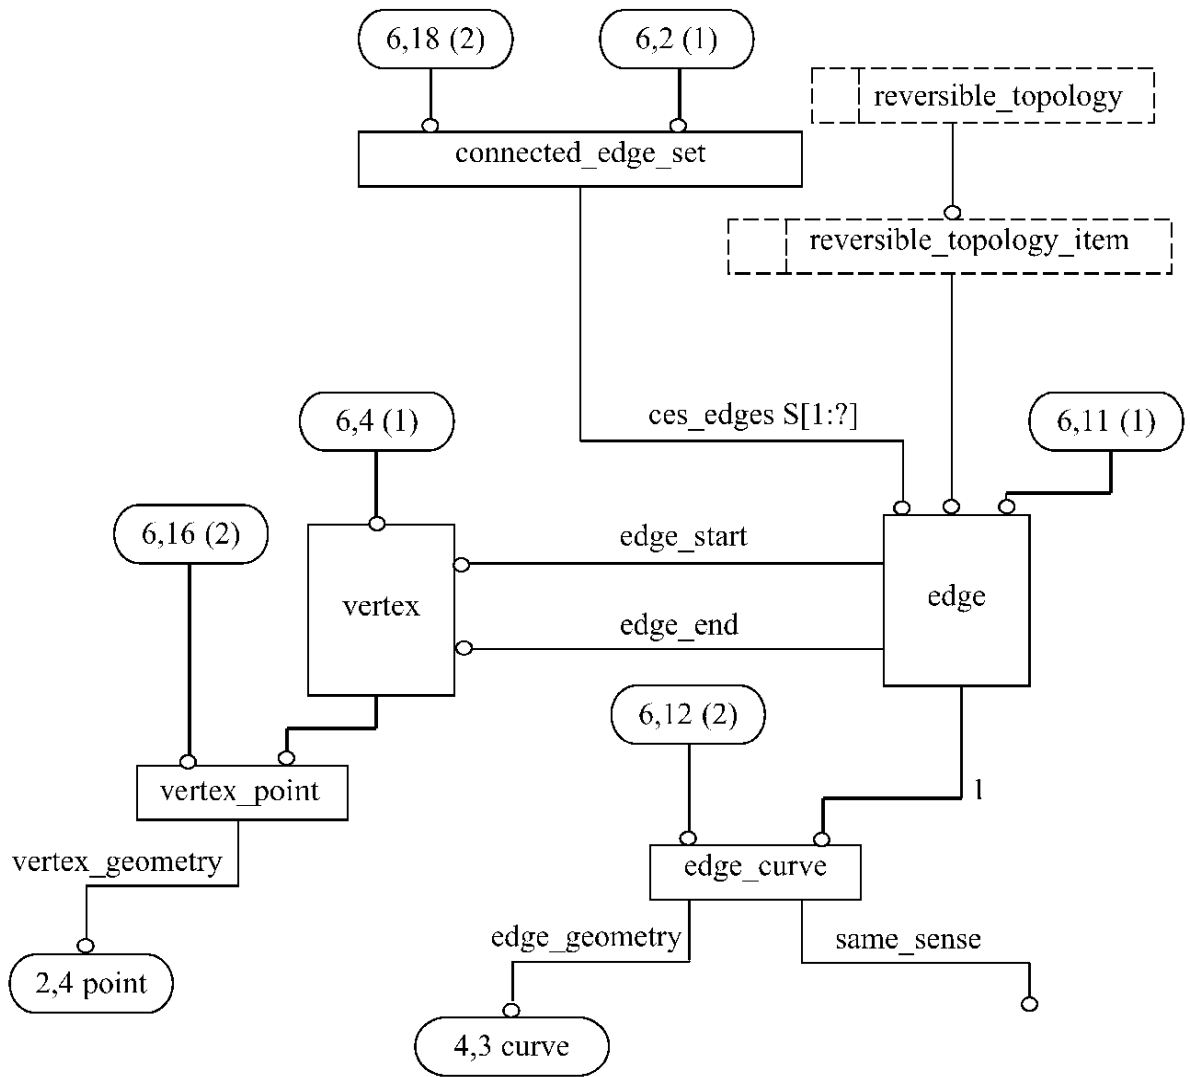 6,18 (2)
6,2 (1)
reversible_topology
connected_edge_set
reversible_topology_item
6,4 (1)
ces_edges S[1:?]
6,11 (1)
6,16 (2)
edge_start
vertex
edge
edge_end
6,12 (2)
vertex_point
1
vertex_geometry
edge_curve
edge_geometry
same_sense
2,4 point
4,3 curve